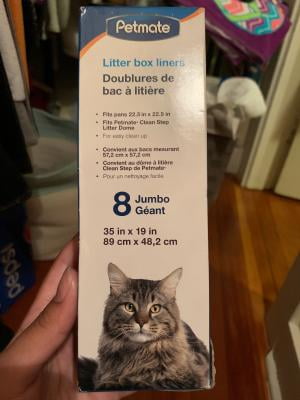 Petmate
Litter box liners
Doublures de
bac à litière
• Fits pans 22.5 in x 22.5 in
• Fits Petmate® Clean Step
Litter Dome
• For easy clean up
• Convient aux bacs mesurant
57,2 cm x 57,2 cm
• Convient au dôme à litière
Clean Step de Petmate®
• Pour un nettoyage facile
8 Jumbo
Géant
35 in x 19 in
89 cm x 48,2 cm
pepsi